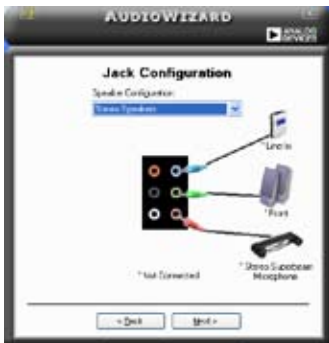 AUDIOWIZARD
ANALOG
DEVICES
Jack Configuration
Speaker Configuration:
Stereo Speakers
*Line In
*Front
*Stereo Superbeam
Microphone
*Not Connected
< Back
Next >